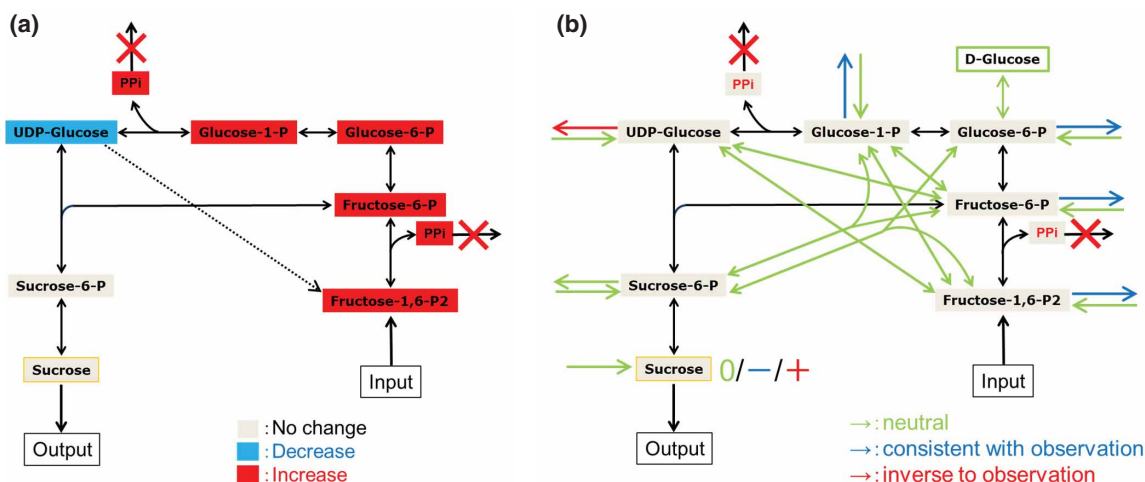 (a)
PPi
UDP-Glucose
Glucose-1-P
Glucose-6-P
Fructose-6-P
PPi
Sucrose-6-P
Fructose-1,6-P2
Sucrose
Input
Output
: No change
: Decrease
: Increase
(b)
PPi
D-Glucose
UDP-Glucose
Glucose-1-P
Glucose-6-P
Fructose-6-P
PPi
Sucrose-6-P
Fructose-1,6-P2
Sucrose 0/−/+
Input
Output
→: neutral
→: consistent with observation
→: inverse to observation